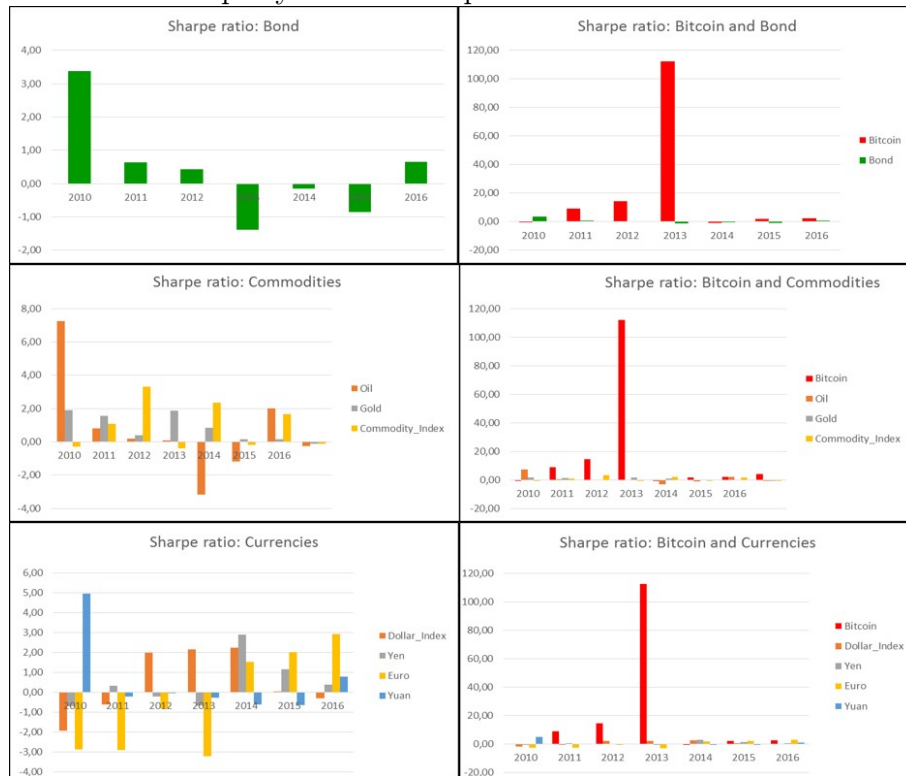 Sharpe ratio: Bond
4,00
3,00
2,00
1,00
0,00
-1,00
-2,00
2010 2011 2012 2014 2016
Sharpe ratio: Bitcoin and Bond
120,00
100,00
80,00
60,00
40,00
20,00
0,00
-20,00
2010 2011 2012 2013 2014 2015 2016
Bitcoin
Bond
Sharpe ratio: Commodities
8,00
6,00
4,00
2,00
0,00
-2,00
-4,00
2010 2011 2012 2013 2014 2015 2016
Oil
Gold
Commodity_Index
Sharpe ratio: Bitcoin and Commodities
120,00
100,00
80,00
60,00
40,00
20,00
0,00
-20,00
2010 2011 2012 2013 2014 2015 2016
Bitcoin
Oil
Gold
Commodity_Index
Sharpe ratio: Currencies
6,00
5,00
4,00
3,00
2,00
1,00
0,00
-1,00
-2,00
-3,00
-4,00
2010 2011 2012 2013 2014 2015 2016
Dollar_Index
Yen
Euro
Yuan
Sharpe ratio: Bitcoin and Currencies
120,00
100,00
80,00
60,00
40,00
20,00
0,00
-20,00
2010 2011 2012 2013 2014 2015 2016
Bitcoin
Dollar_Index
Yen
Euro
Yuan